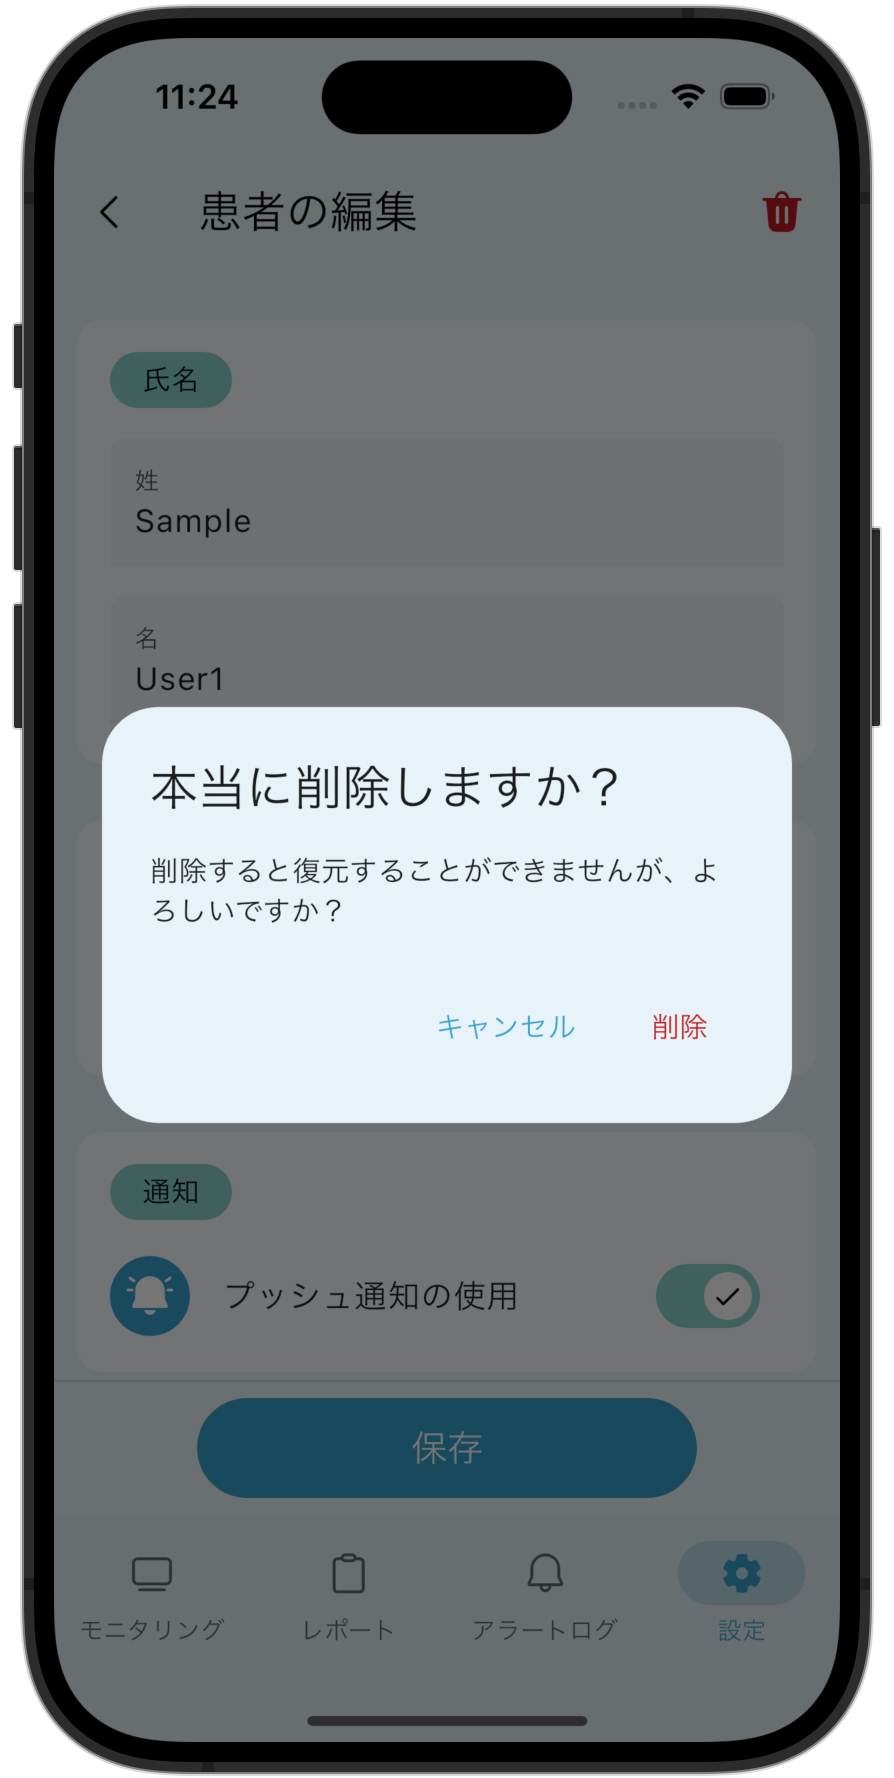 11:24
患者の編集
氏名
姓
Sample
名
User1
本当に削除しますか？
削除すると復元することができませんが、よ
ろしいですか？
キャンセル 削除
通知
プッシュ通知の使用
保存
モニタリング レポート アラートログ 設定